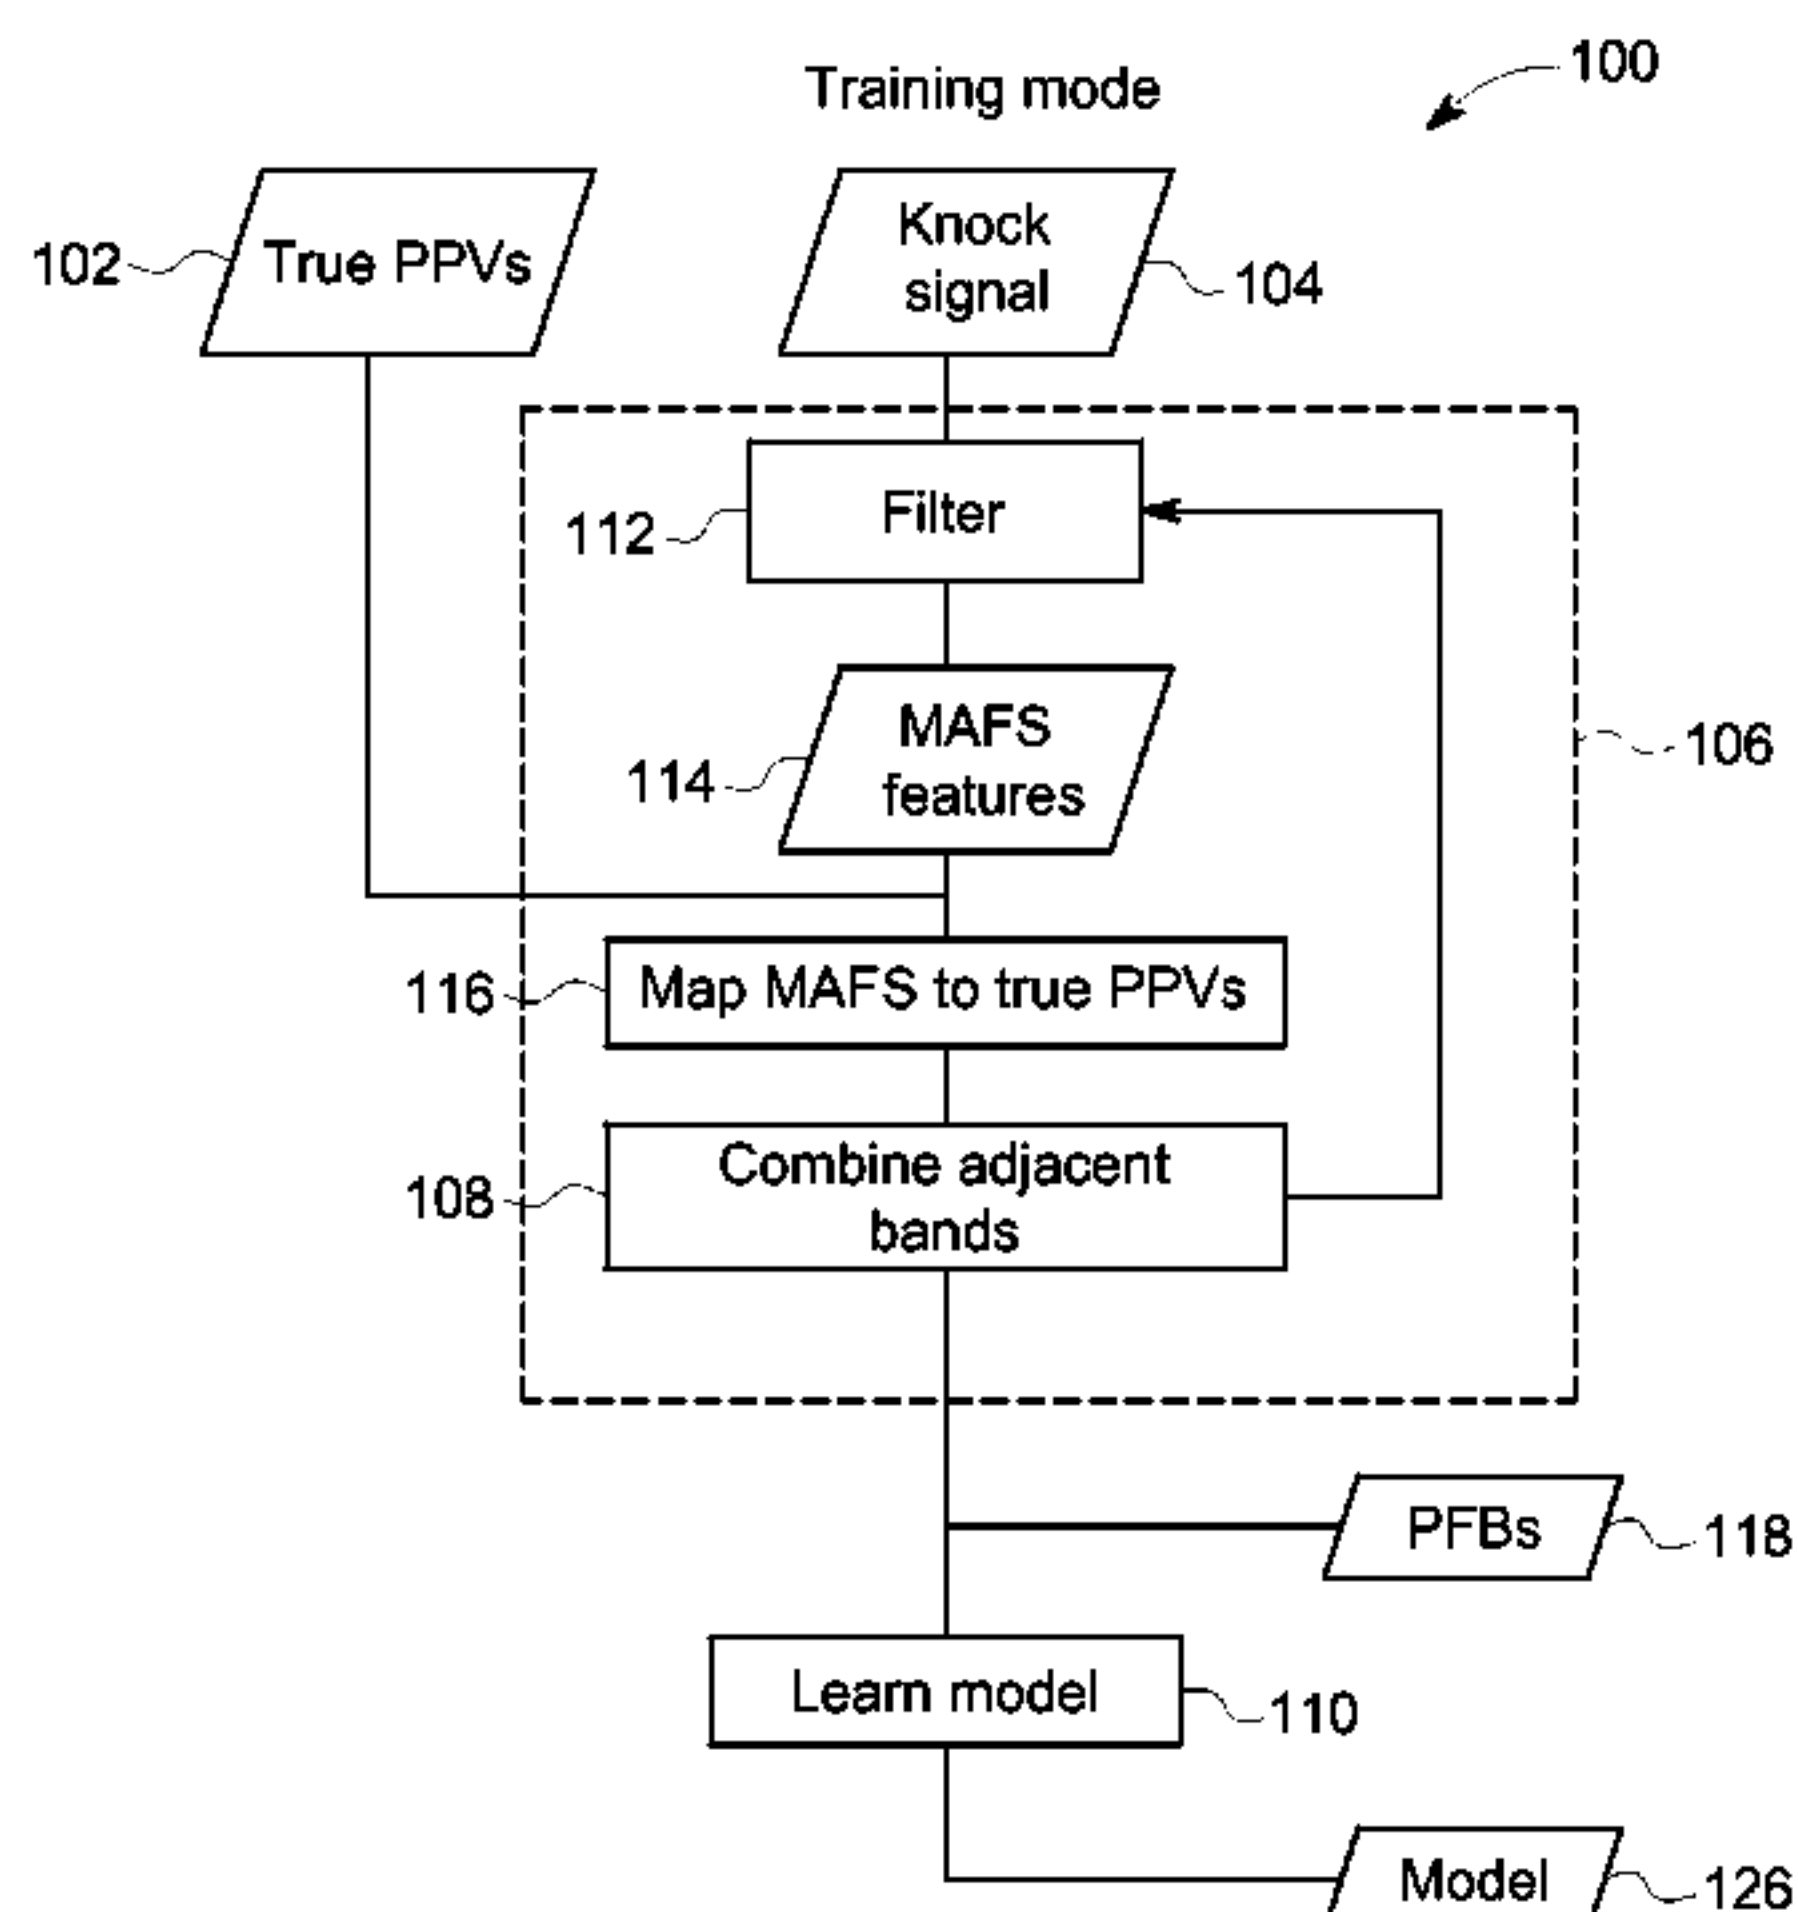 100
Training mode
102
True PPVs
Knock
signal
104
112
Filter
114
MAFS
features
106
116
Map MAFS to true PPVs
108
Combine adjacent
bands
PFBs
118
Learn model
110
Model
126